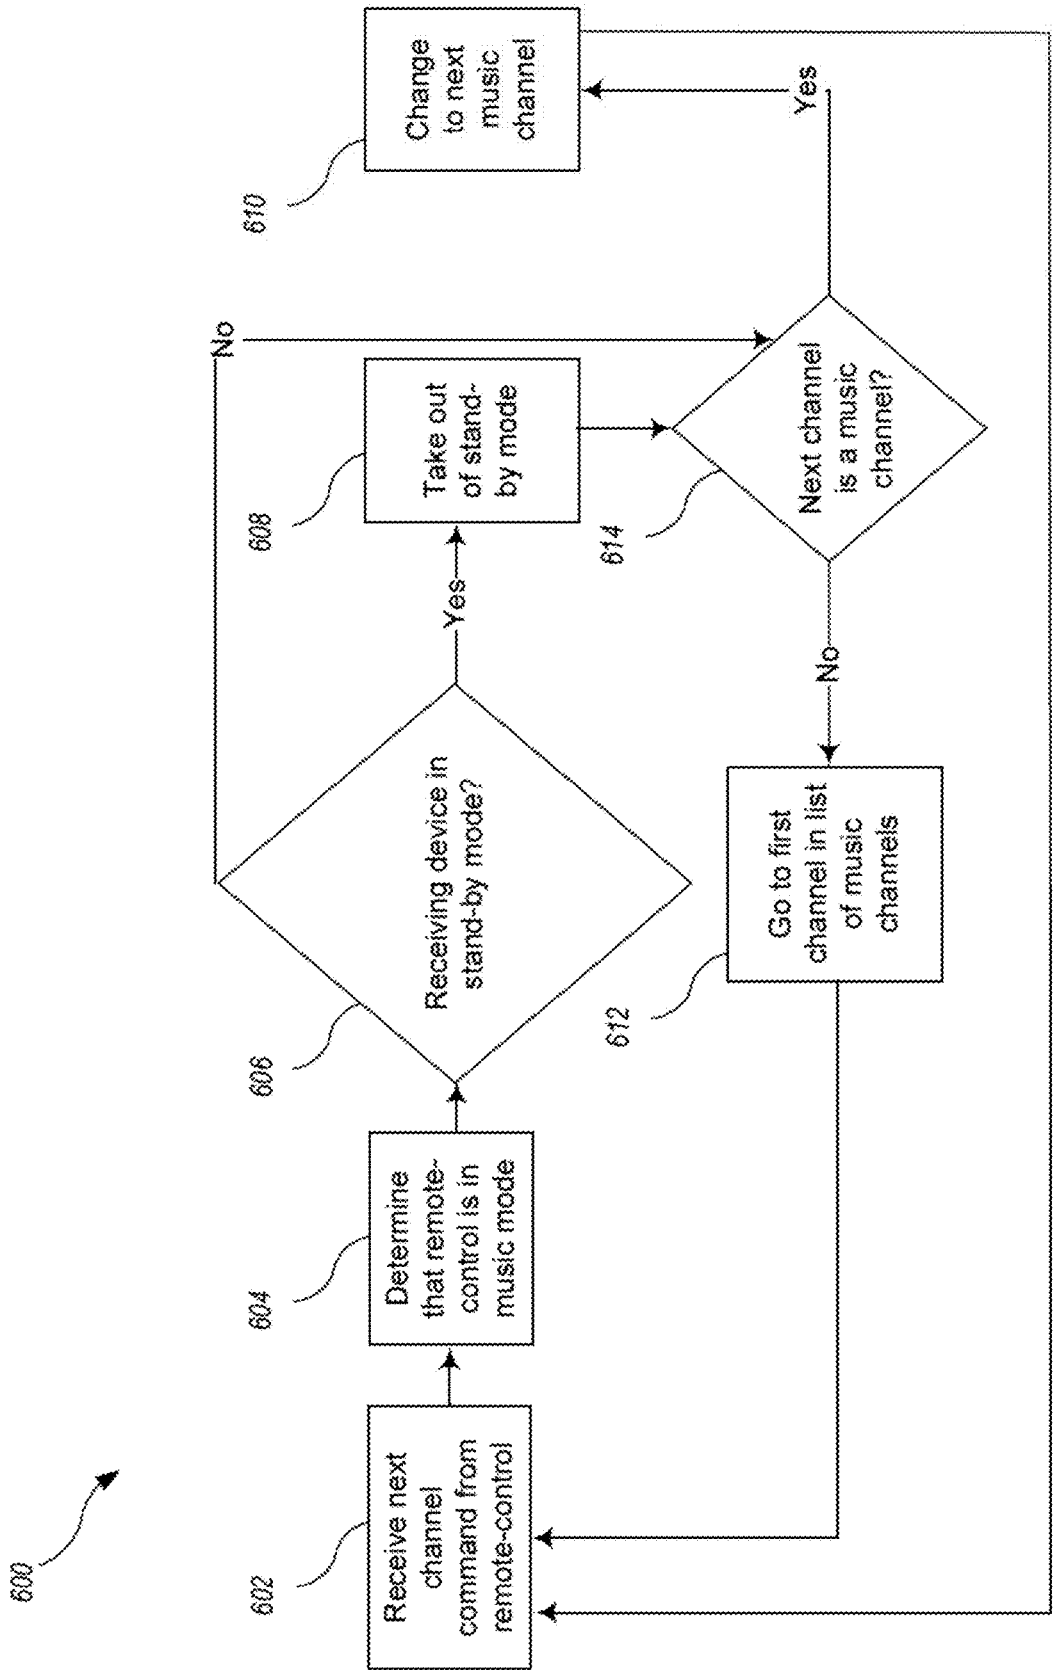 600
602
Receive next
channel
command from
remote-control
604
Determine
that remote-
control is in
music mode
606
Receiving device in
stand-by mode?
Yes
No
608
Take out
of stand-
by mode
614
Next channel
is a music
channel?
Yes
610
Change
to next
music
channel
No
612
Go to first
channel in list
of music
channels